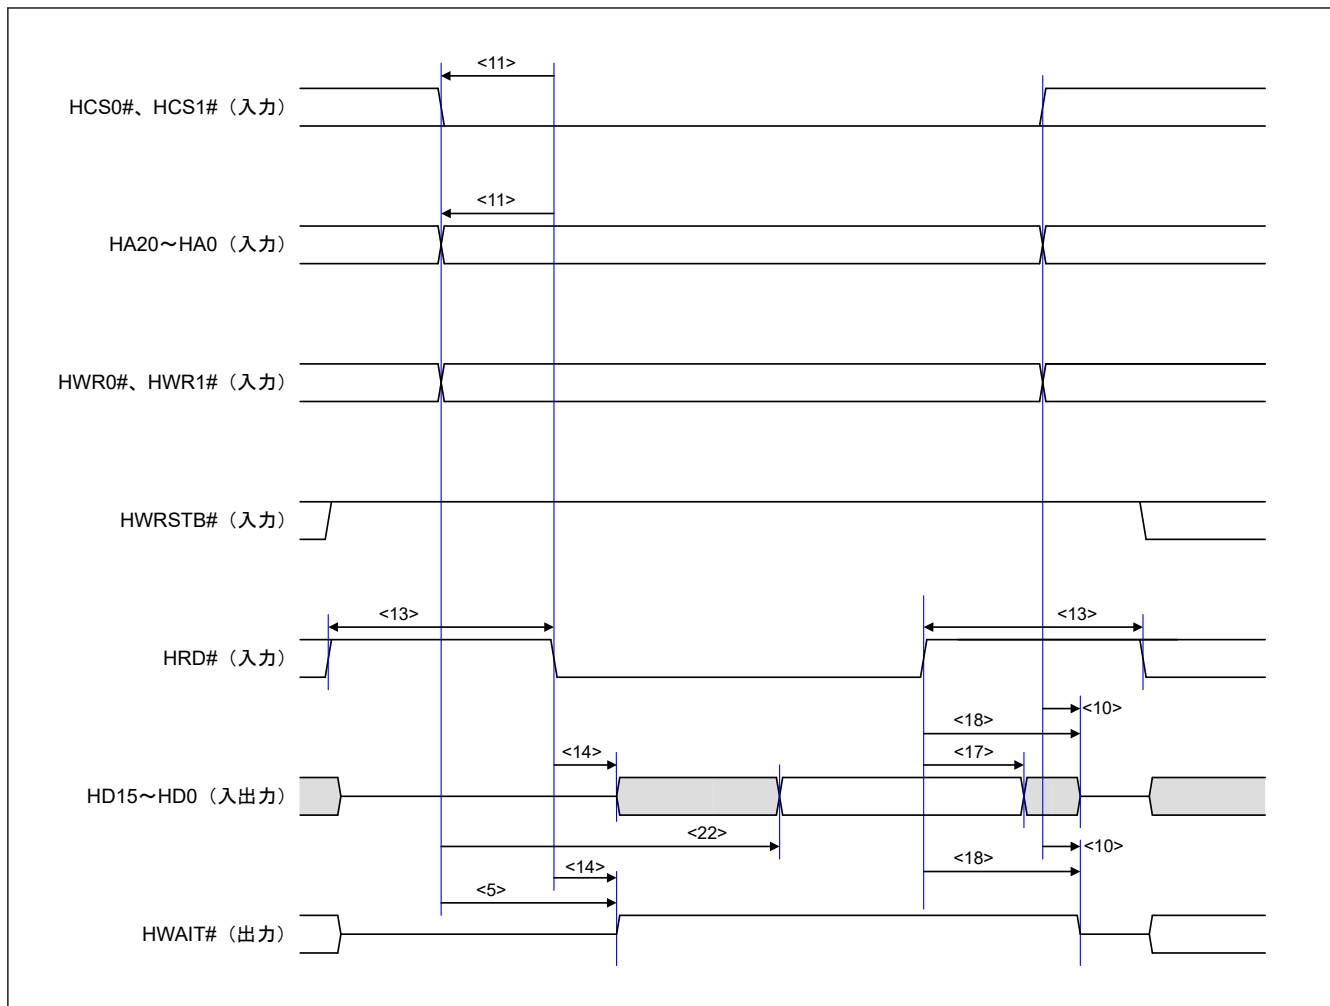 <11>
HCS0#、HCS1#（入力）
<11>
HA20～HA0（入力）
HWR0#、HWR1#（入力）
HWRSTB#（入力）
<13>
<13>
HRD#（入力）
<10>
<18>
<14>
<17>
HD15～HD0（入出力）
<22>
<10>
<14>
<18>
<5>
HWAIT#（出力）